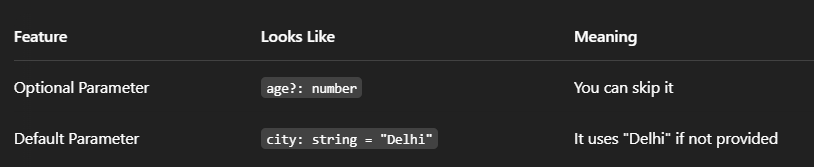 Feature Looks Like Meaning
Optional Parameter age?: number You can skip it
Default Parameter city: string = "Delhi" It uses "Delhi" if not provided